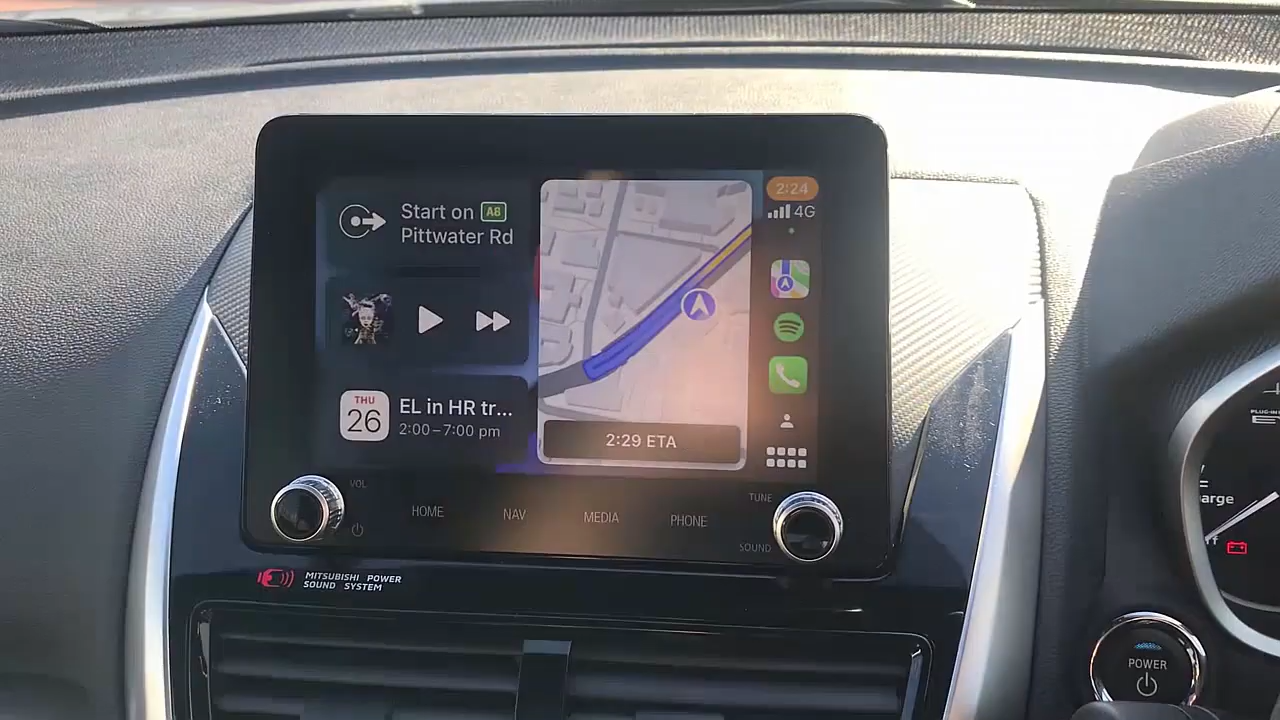 Start on A8
Pittwater Rd
THU
26
EL in HR tr...
2:00–7:00 pm
2:29 ETA
2:24
4G
VOL
HOME
NAV
MEDIA
PHONE
TUNE
SOUND
MITSUBISHI POWER
SOUND SYSTEM
POWER